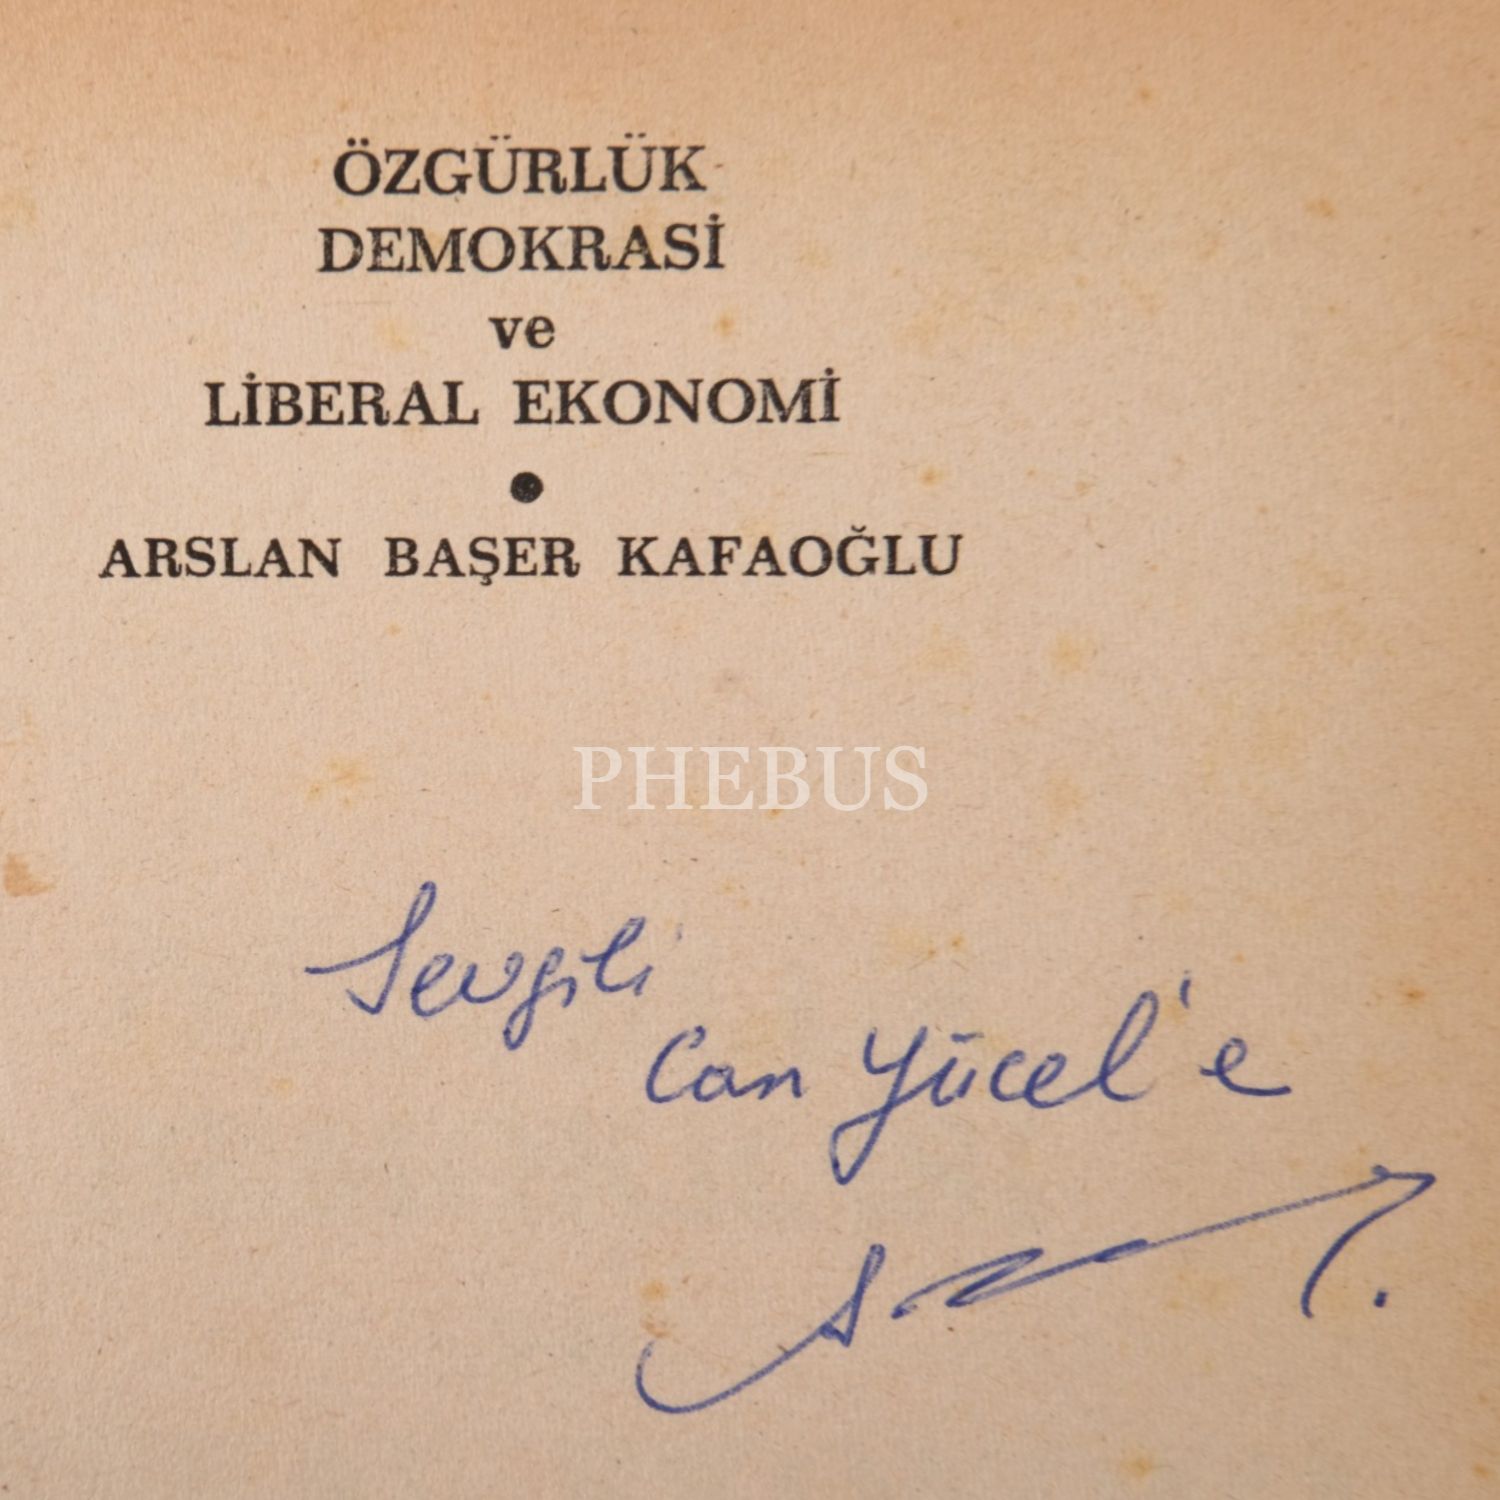 ÖZGÜRLÜK
DEMOKRASİ
ve
LİBERAL EKONOMİ
ARSLAN BAŞER KAFAOĞLU
PHEBUS
Sevgili
Can Yücel'e